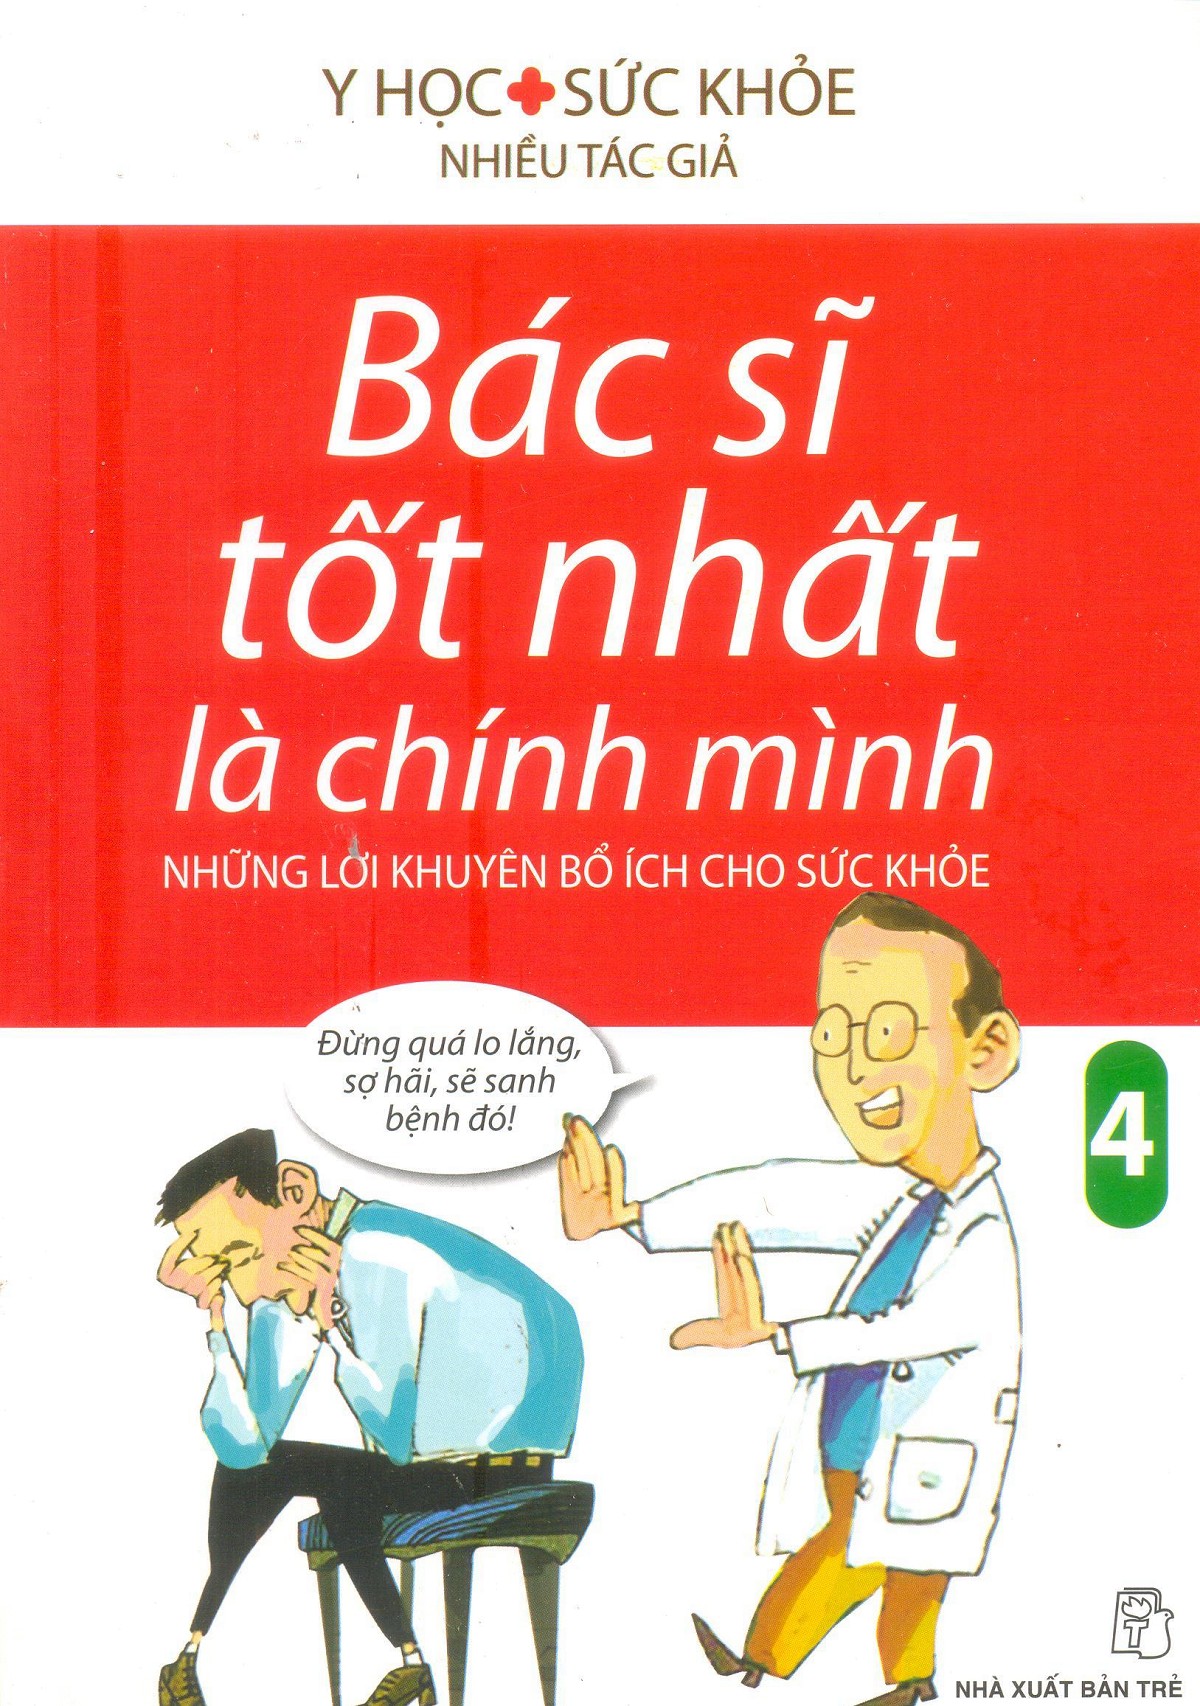 Y HỌC SỨC KHỎE
NHIỀU TÁC GIẢ
Bác sĩ
tốt nhất
là chính mình
NHỮNG LỜI KHUYÊN BỔ ÍCH CHO SỨC KHỎE
Đừng quá lo lắng,
sợ hãi, sẽ sanh
bệnh đó!
4
T
NHÀ XUẤT BẢN TRẺ